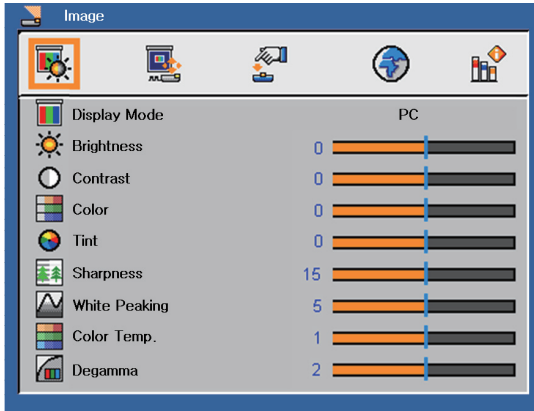 Image
Display Mode PC
Brightness 0
Contrast 0
Color 0
Tint 0
Sharpness 15
White Peaking 5
Color Temp. 1
Degamma 2